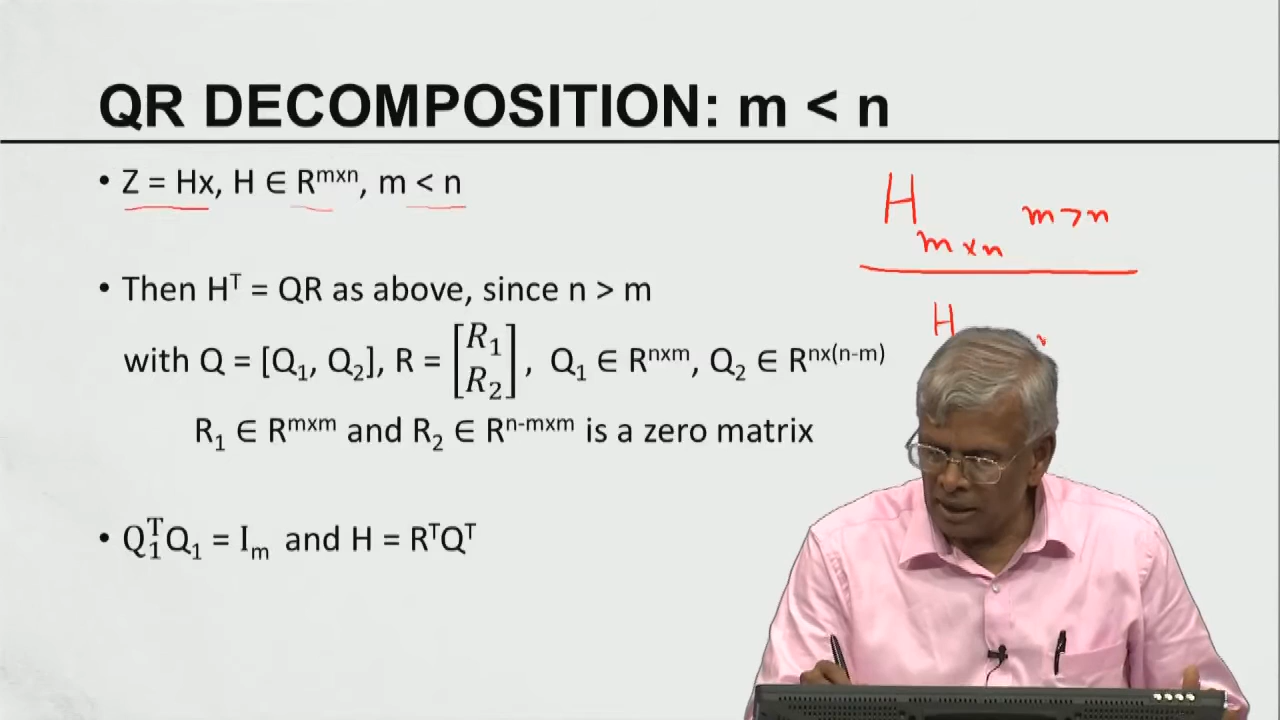 QR DECOMPOSITION: m < n
• Z = Hx, H ∈ Rᵐˣⁿ, m < n
• Then Hᵀ = QR as above, since n > m
with Q = [Q₁, Q₂], R = [R₁ R₂], Q₁ ∈ Rⁿˣᵐ, Q₂ ∈ Rⁿˣ⁽ⁿ⁻ᵐ⁾
R₁ ∈ Rᵐˣᵐ and R₂ ∈ Rⁿ⁻ᵐˣᵐ is a zero matrix
• Q₁ᵀQ₁ = Iₘ and H = RᵀQᵀ
H m×n m>n
H